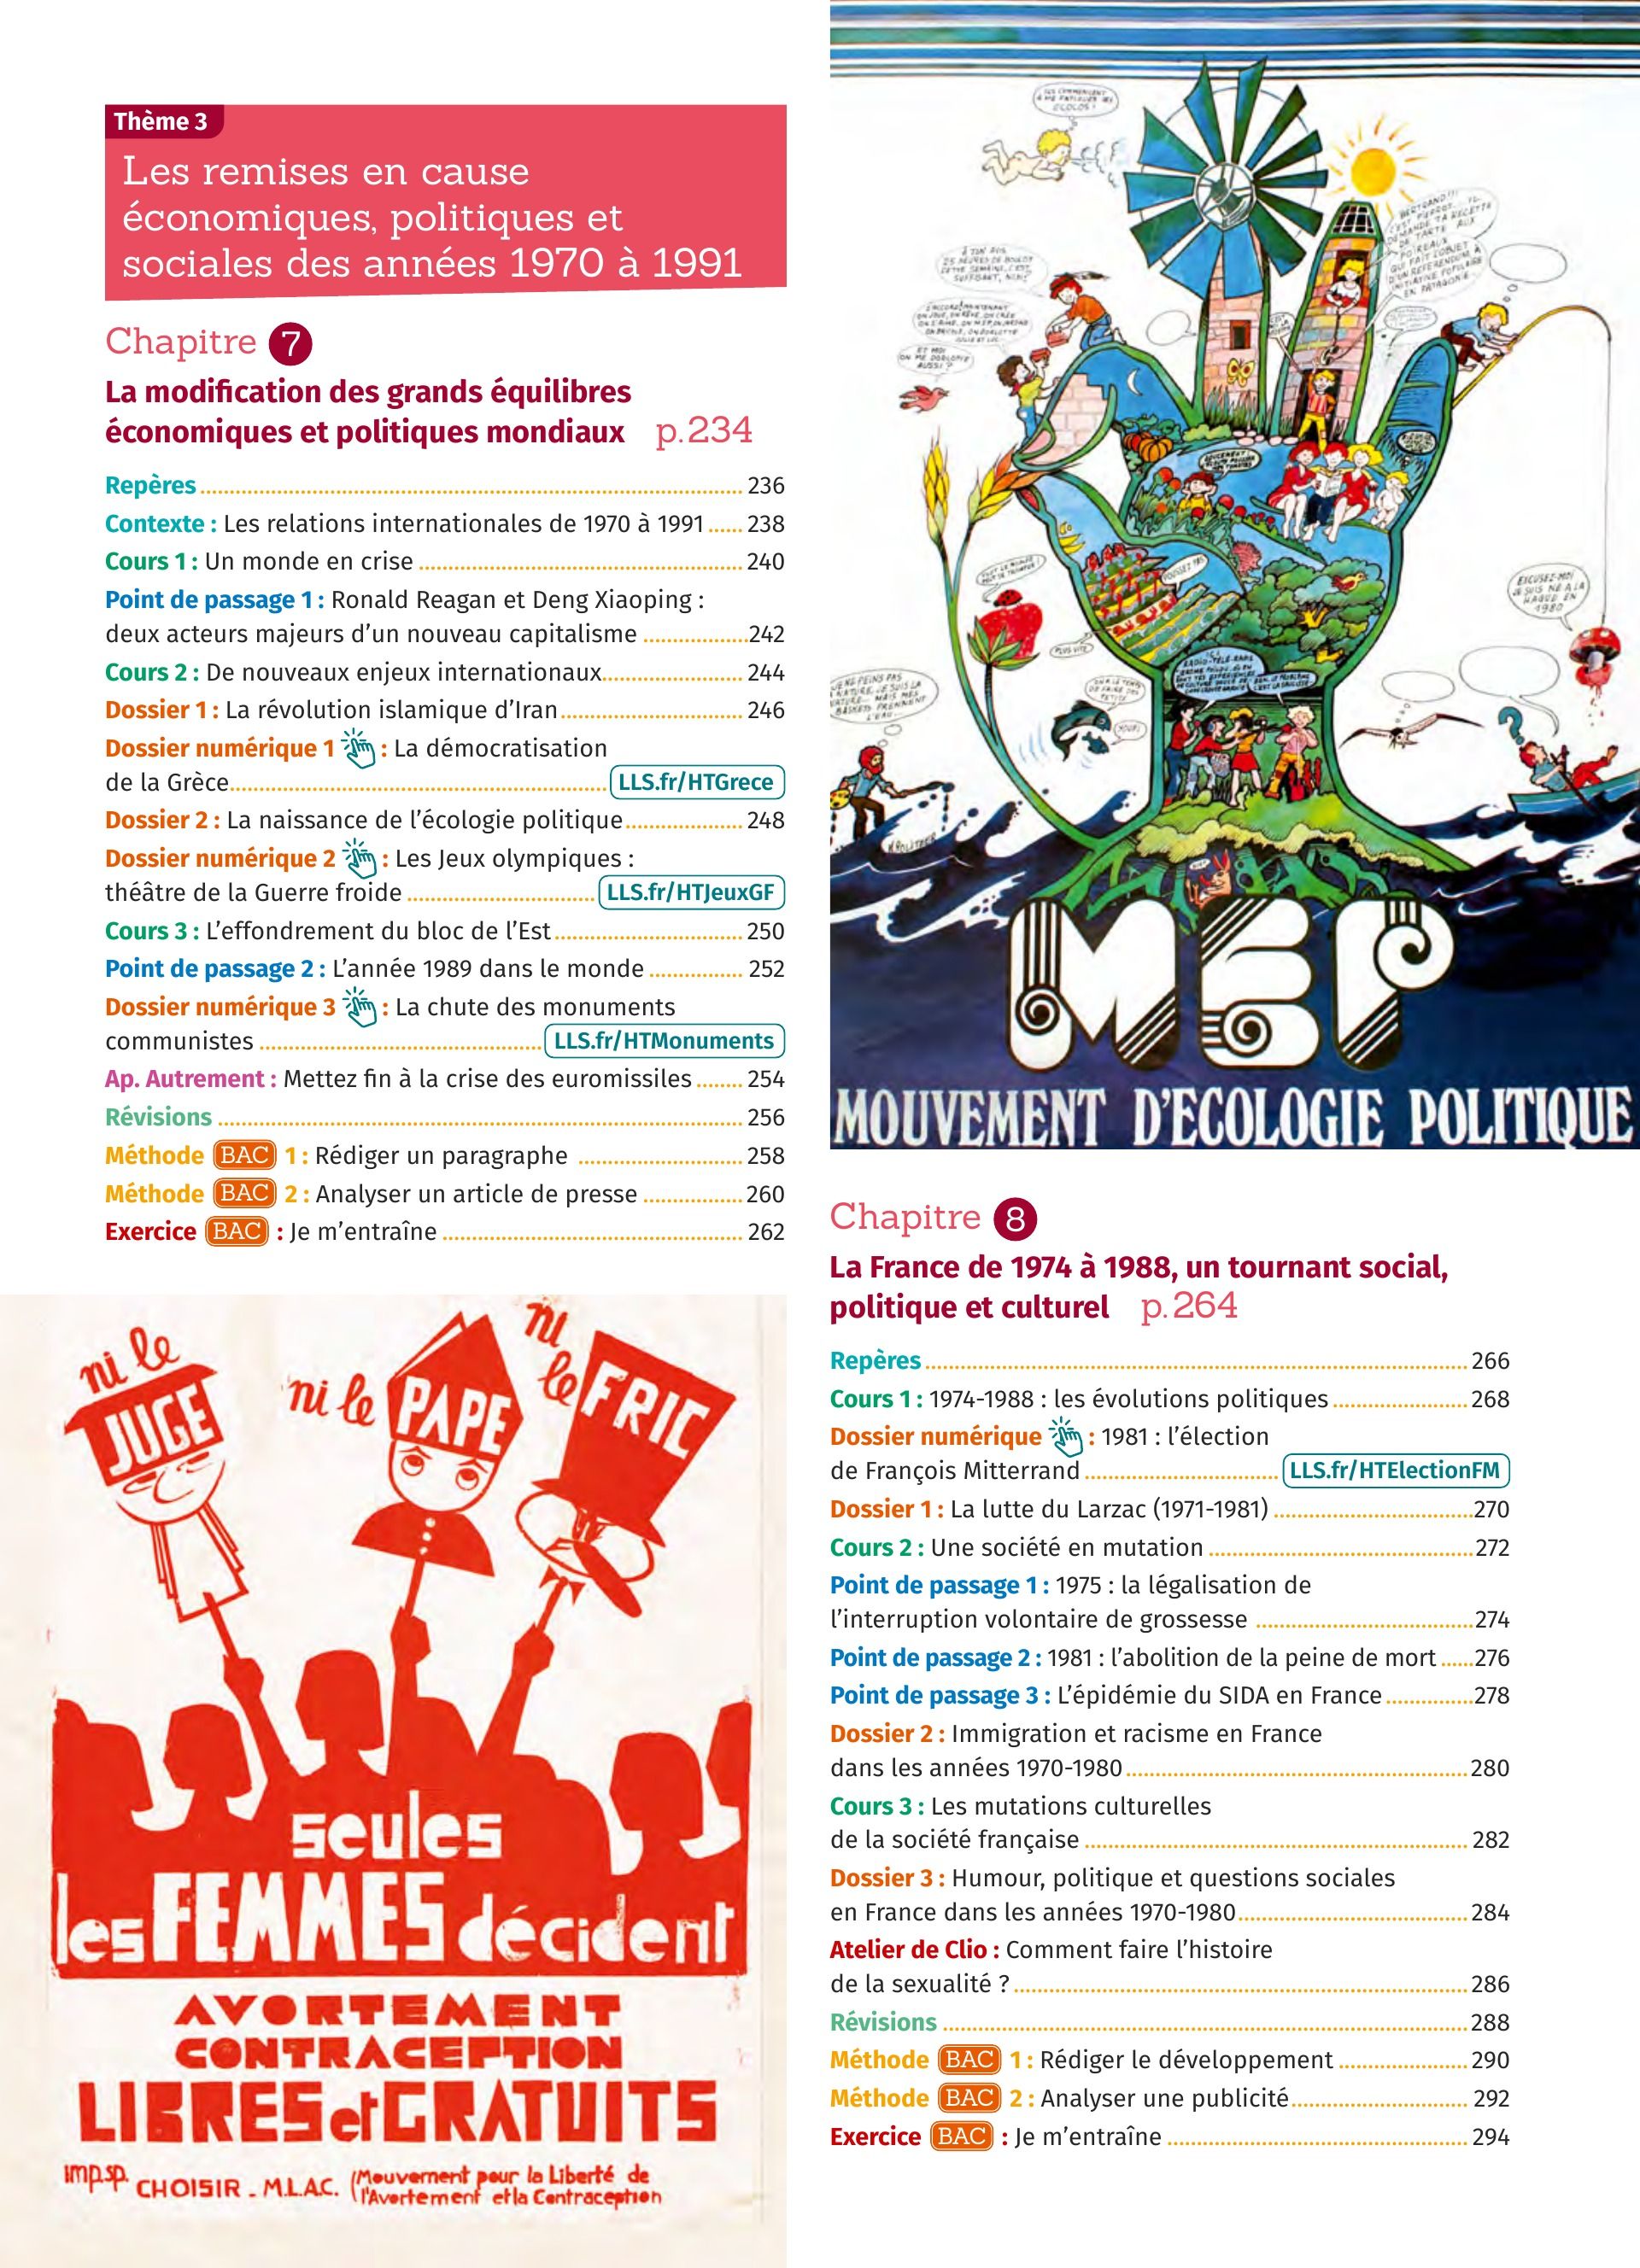 Thème 3
Les remises en cause
économiques, politiques et
sociales des années 1970 à 1991
Chapitre 7
La modification des grands équilibres
économiques et politiques mondiaux p. 234
Repères 236
Contexte : Les relations internationales de 1970 à 1991 238
Cours 1 : Un monde en crise 240
Point de passage 1 : Ronald Reagan et Deng Xiaoping :
deux acteurs majeurs d’un nouveau capitalisme 242
Cours 2 : De nouveaux enjeux internationaux 244
Dossier 1 : La révolution islamique d’Iran 246
Dossier numérique 1 : La démocratisation
de la Grèce LLS.fr/HTGrece
Dossier 2 : La naissance de l’écologie politique 248
Dossier numérique 2 : Les Jeux olympiques :
théâtre de la Guerre froide LLS.fr/HTJeuxGF
Cours 3 : L’effondrement du bloc de l’Est 250
Point de passage 2 : L’année 1989 dans le monde 252
Dossier numérique 3 : La chute des monuments
communistes LLS.fr/HTMonuments
Ap. Autrement : Mettez fin à la crise des euromissiles 254
Révisions 256
Méthode BAC 1 : Rédiger un paragraphe 258
Méthode BAC 2 : Analyser un article de presse 260
Exercice BAC : Je m’entraîne 262
ni le
JUGE
ni le
PAPE
ni
le
FRIC
seules
les FEMMES décident
AVORTEMENT
CONTRACEPTION
LIBRES et GRATUITS
imp.sp. CHOISIR - M.L.A.C. (Mouvement pour la Liberté de
l'Avortement et la Contraception
EXCUSEZ-MOI
JE SUIS NÉ A LA
HAGUE EN
1980
MEP
MOUVEMENT D'ECOLOGIE POLITIQUE
Chapitre 8
La France de 1974 à 1988, un tournant social,
politique et culturel p. 264
Repères 266
Cours 1 : 1974-1988 : les évolutions politiques 268
Dossier numérique : 1981 : l’élection
de François Mitterrand LLS.fr/HTElectionFM
Dossier 1 : La lutte du Larzac (1971-1981) 270
Cours 2 : Une société en mutation 272
Point de passage 1 : 1975 : la légalisation de
l’interruption volontaire de grossesse 274
Point de passage 2 : 1981 : l’abolition de la peine de mort 276
Point de passage 3 : L’épidémie du SIDA en France 278
Dossier 2 : Immigration et racisme en France
dans les années 1970-1980 280
Cours 3 : Les mutations culturelles
de la société française 282
Dossier 3 : Humour, politique et questions sociales
en France dans les années 1970-1980 284
Atelier de Clio : Comment faire l’histoire
de la sexualité ? 286
Révisions 288
Méthode BAC 1 : Rédiger le développement 290
Méthode BAC 2 : Analyser une publicité 292
Exercice BAC : Je m’entraîne 294